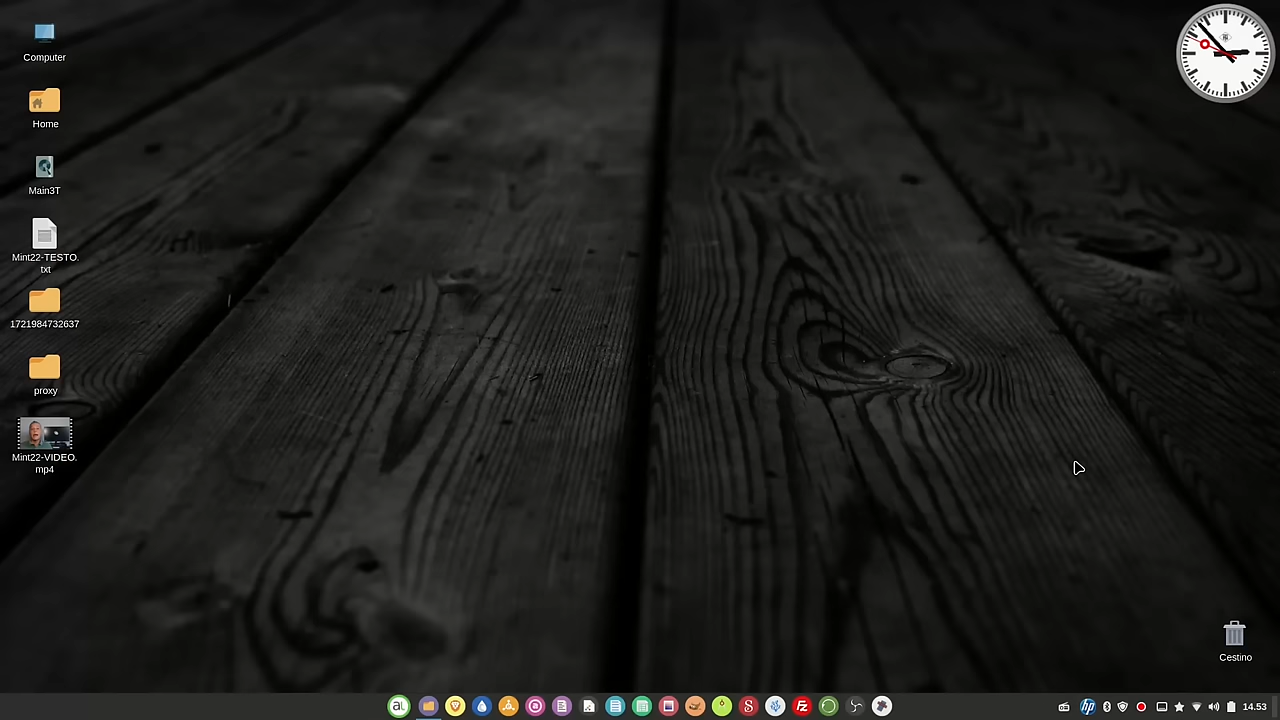 Computer
Home
Main3T
Mint22-TESTO.
txt
1721984732637
proxy
Mint22-VIDEO.
mp4
Cestino
14.53